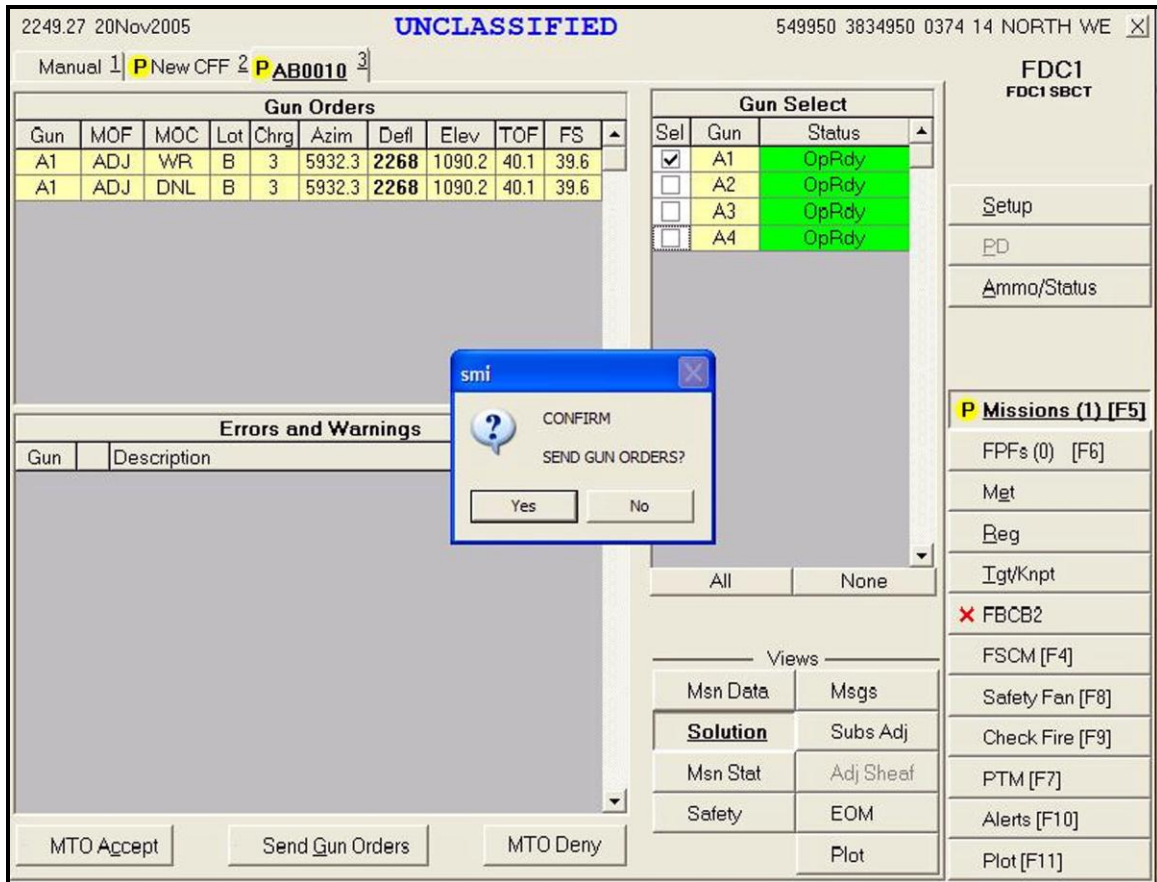 2249.27 20Nov2005 UNCLASSIFIED 549950 3834950 0374 14 NORTH WE X
Manual 1 P New CFF 2 P AB0010 3
FDC1
FDC1 SBCT
Gun Orders
Gun MOF MOC Lot Chrg Azim Defl Elev TOF FS
A1 ADJ WR B 3 5932.3 2268 1090.2 40.1 39.6
A1 ADJ DNL B 3 5932.3 2268 1090.2 40.1 39.6
Gun Select
Sel Gun Status
A1 OpRdy
A2 OpRdy
A3 OpRdy
A4 OpRdy
All None
smi
CONFIRM
SEND GUN ORDERS?
Yes No
Errors and Warnings
Gun Description
MTO Accept Send Gun Orders MTO Deny
Views
Msn Data Msgs
Solution Subs Adj
Msn Stat Adj Sheaf
Safety EOM
Plot
Setup
PD
Ammo/Status
P Missions (1) [F5]
FPFs (0) [F6]
Met
Reg
Tgt/Knpt
FBCB2
FSCM [F4]
Safety Fan [F8]
Check Fire [F9]
PTM [F7]
Alerts [F10]
Plot [F11]